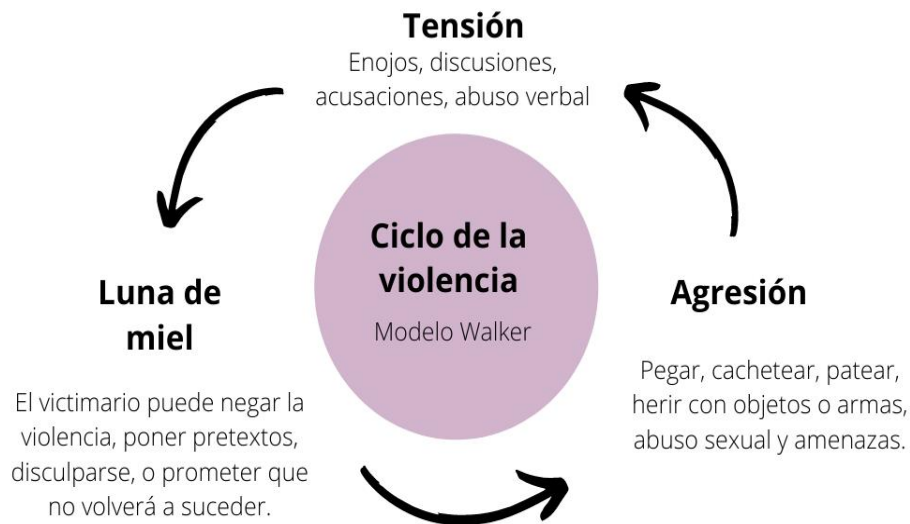 Tensión
Enojos, discusiones,
acusaciones, abuso verbal
Ciclo de la
violencia
Modelo Walker
Luna de
miel
El victimario puede negar la
violencia, poner pretextos,
disculparse, o prometer que
no volverá a suceder.
Agresión
Pegar, cachetear, patear,
herir con objetos o armas,
abuso sexual y amenazas.